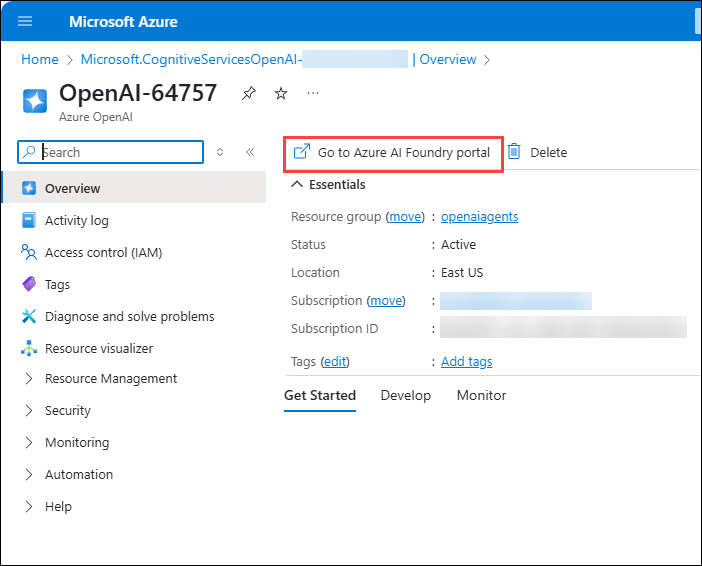 Microsoft Azure
Home > Microsoft.CognitiveServicesOpenAI- | Overview >
OpenAI-64757 ...
Azure OpenAI
Search
Go to Azure AI Foundry portal
Delete
Overview
Activity log
Access control (IAM)
Tags
Diagnose and solve problems
Resource visualizer
Resource Management
Security
Monitoring
Automation
Help
Essentials
Resource group (move) : openaiagents
Status : Active
Location : East US
Subscription (move) :
Subscription ID :
Tags (edit) : Add tags
Get Started Develop Monitor